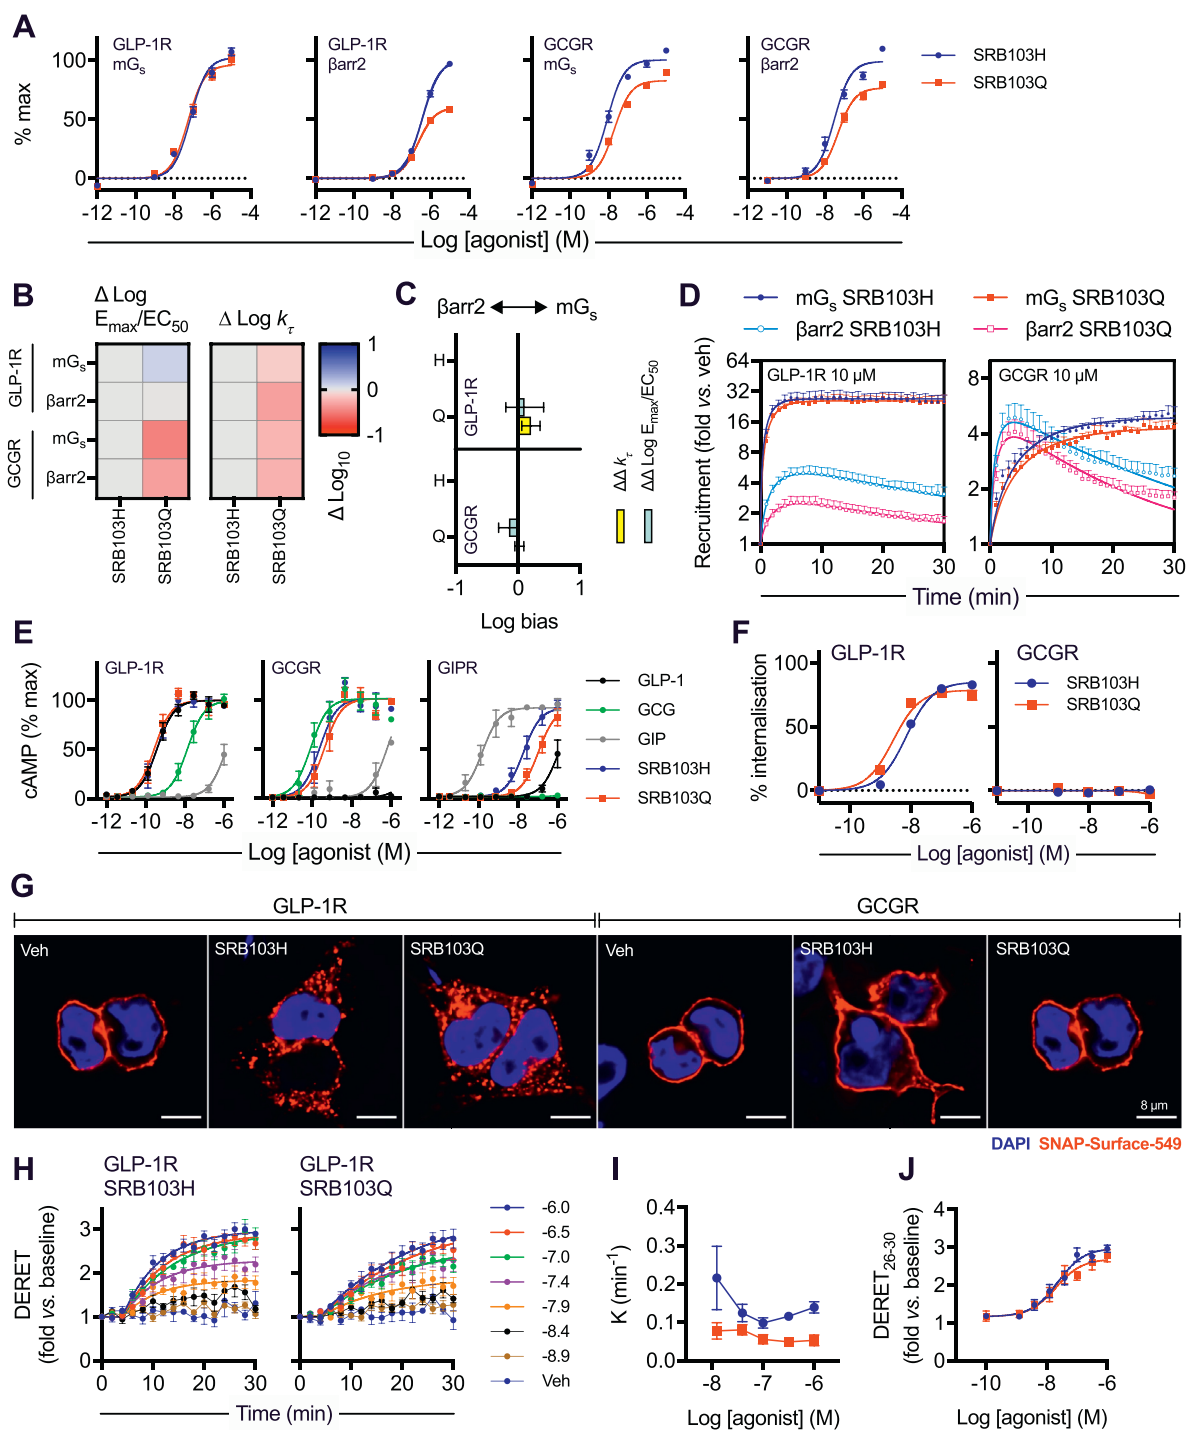 A
GLP-1R
mGs
GLP-1R
βarr2
GCGR
mGs
GCGR
βarr2
SRB103H
SRB103Q
% max
100
50
0
-12 -10 -8 -6 -4
-12 -10 -8 -6 -4
-12 -10 -8 -6 -4
-12 -10 -8 -6 -4
Log [agonist] (M)
B
Δ Log
Emax/EC50
Δ Log kτ
GLP-1R
mGs
βarr2
GCGR
mGs
βarr2
SRB103H
SRB103Q
SRB103H
SRB103Q
1
0
-1
Δ Log10
C
βarr2 mGs
H
Q
GLP-1R
H
Q
GCGR
-1 0 1
Log bias
ΔΔ kτ
ΔΔ Log Emax/EC50
D
mGs SRB103H
mGs SRB103Q
βarr2 SRB103H
βarr2 SRB103Q
Recruitment (fold vs. veh)
GLP-1R 10 μM
64
32
16
8
4
2
1
0 10 20 30
GCGR 10 μM
8
4
2
1
0 10 20 30
Time (min)
E
GLP-1R
GCGR
GIPR
cAMP (% max)
100
50
0
-12 -10 -8 -6
-12 -10 -8 -6
-12 -10 -8 -6
Log [agonist (M)
GLP-1
GCG
GIP
SRB103H
SRB103Q
F
GLP-1R
GCGR
SRB103H
SRB103Q
% internalisation
100
50
0
-10 -8 -6
-10 -8 -6
Log [agonist] (M)
G
GLP-1R
GCGR
Veh
SRB103H
SRB103Q
Veh
SRB103H
SRB103Q
8 μm
DAPI SNAP-Surface-549
H
GLP-1R
SRB103H
GLP-1R
SRB103Q
DERET
(fold vs. baseline)
3
2
1
0
0 10 20 30
0 10 20 30
Time (min)
-6.0
-6.5
-7.0
-7.4
-7.9
-8.4
-8.9
Veh
I
K (min-1)
0.4
0.3
0.2
0.1
0.0
-8 -7 -6
Log [agonist] (M)
J
DERET26-30
(fold vs. baseline)
4
3
2
1
0
-10 -8 -6
Log [agonist] (M)